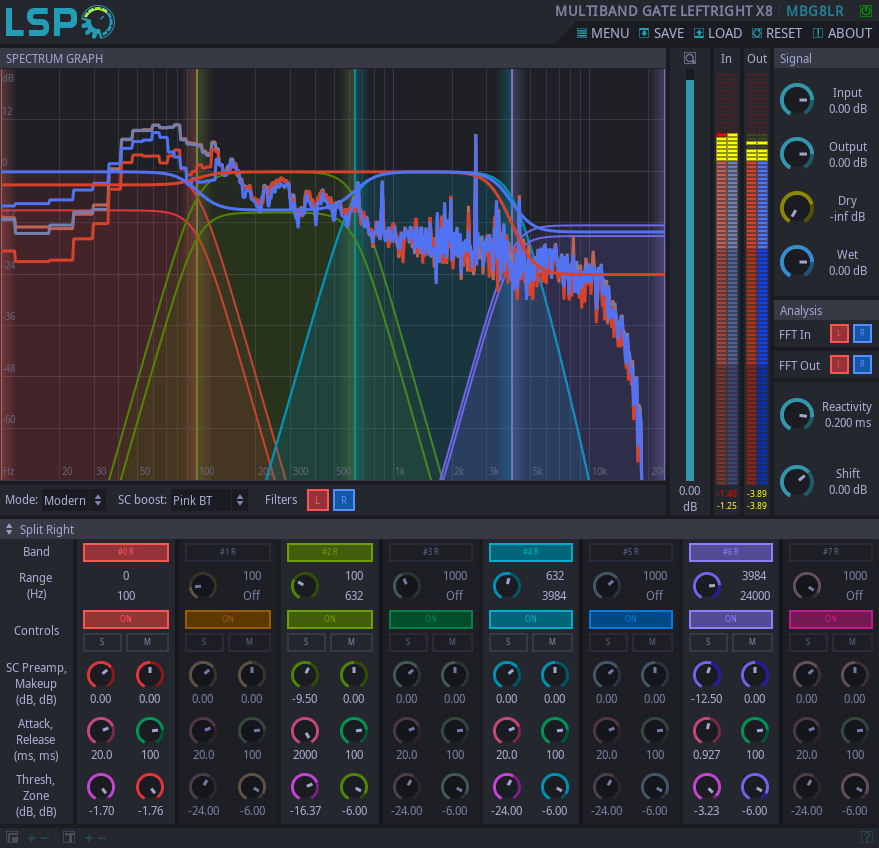 LSP
MULTIBAND GATE LEFTRIGHT X8 MBG8LR
MENU SAVE LOAD RESET ABOUT
SPECTRUM GRAPH
In Out
Signal
dB
12
0
-12
-24
-36
-48
-60
Hz 20 30 50 100 200 300 500 1k 2k 3k 5k 10k 20k
0.00
dB
-1.40 -3.89
-1.25 -3.89
Input
0.00 dB
Output
0.00 dB
Dry
-inf dB
Wet
0.00 dB
Analysis
FFT In L R
FFT Out L R
Reactivity
0.200 ms
Shift
0.00 dB
Mode: Modern SC boost: Pink BT Filters L R
Split Right
Band #0 R #1 R #2 R #3 R #4 R #5 R #6 R #7 R
Range 0 100 100 1000 632 1000 3984 1000
(Hz) 100 Off 632 Off 3984 Off 24000 Off
ON ON ON ON ON ON ON ON
Controls
S M S M S M S M S M S M S M S M
SC Preamp,
Makeup
(dB, dB) 0.00 0.00 0.00 0.00 -9.50 0.00 0.00 0.00 0.00 0.00 0.00 0.00 -12.50 0.00 0.00 0.00
Attack,
Release
(ms, ms) 20.0 100 20.0 100 2000 100 20.0 100 20.0 100 20.0 100 0.927 100 20.0 100
Thresh,
Zone
(dB, dB) -1.70 -1.76 -24.00 -6.00 -16.37 -6.00 -24.00 -6.00 -24.00 -6.00 -24.00 -6.00 -3.23 -6.00 -24.00 -6.00